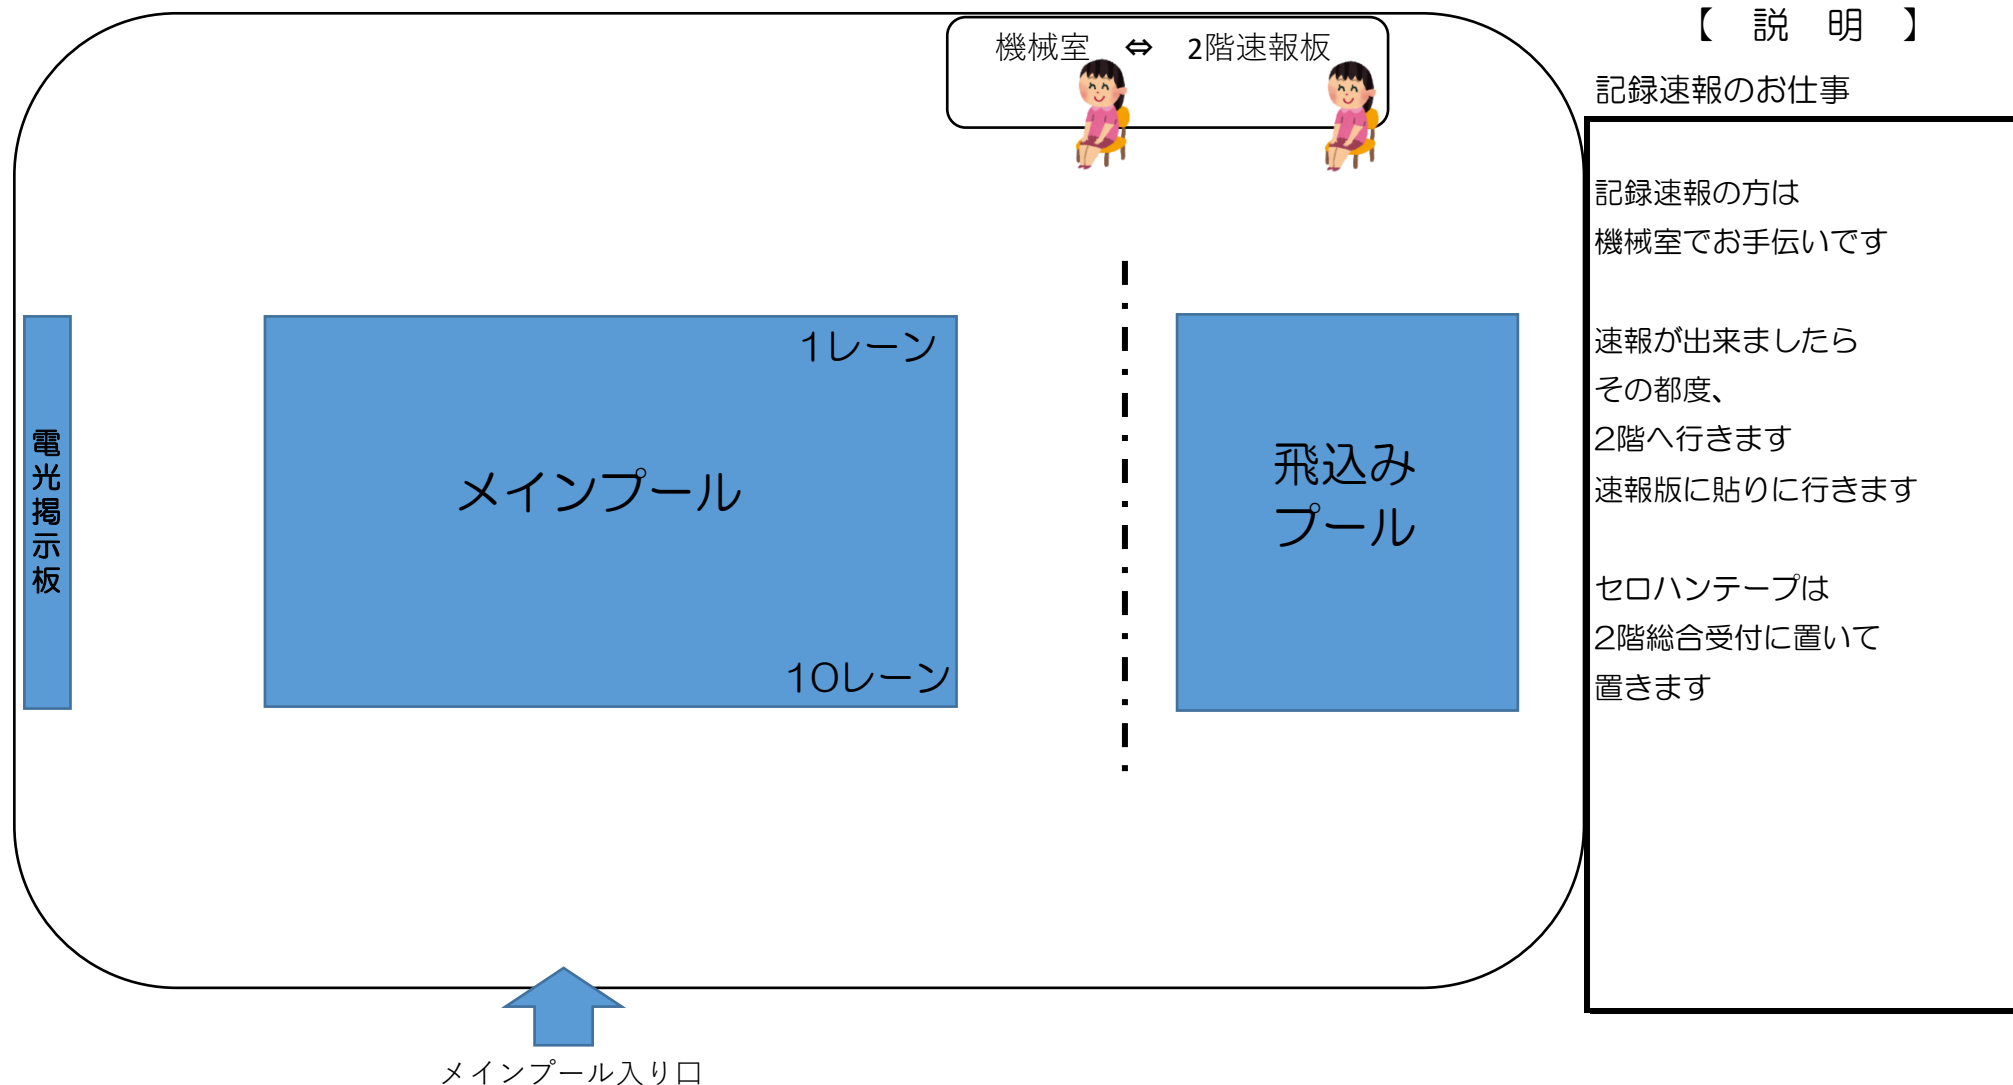 機械室 ⇔ 2階速報板
1レーン
メインプール
10レーン
飛込み
プール
電光掲示板
メインプール入り口
【 説 明 】
記録速報のお仕事
記録速報の方は
機械室でお手伝いです
速報が出来ましたら
その都度、
2階へ行きます
速報版に貼りに行きます
セロハンテープは
2階総合受付に置いて
置きます